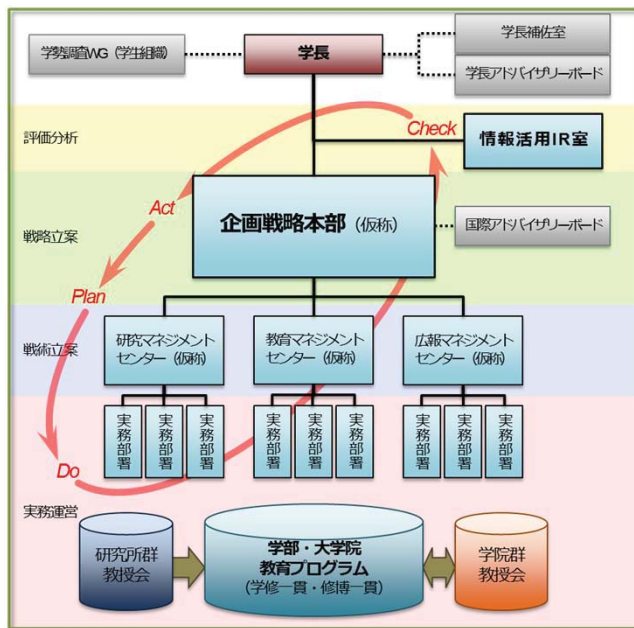 学勢調査WG(学生組織)
学長
学長補佐室
学長アドバイザリーボード
評価分析
Check
情報活用IR室
戦略立案
Act
企画戦略本部(仮称)
国際アドバイザリーボード
Plan
戦術立案
研究マネジメント
センター(仮称)
教育マネジメント
センター(仮称)
広報マネジメント
センター(仮称)
実務部署
実務部署
実務部署
実務部署
実務部署
実務部署
実務部署
実務部署
実務部署
Do
実務運営
研究所群
教授会
学部・大学院
教育プログラム
(学修一貫・修博一貫)
学院群
教授会